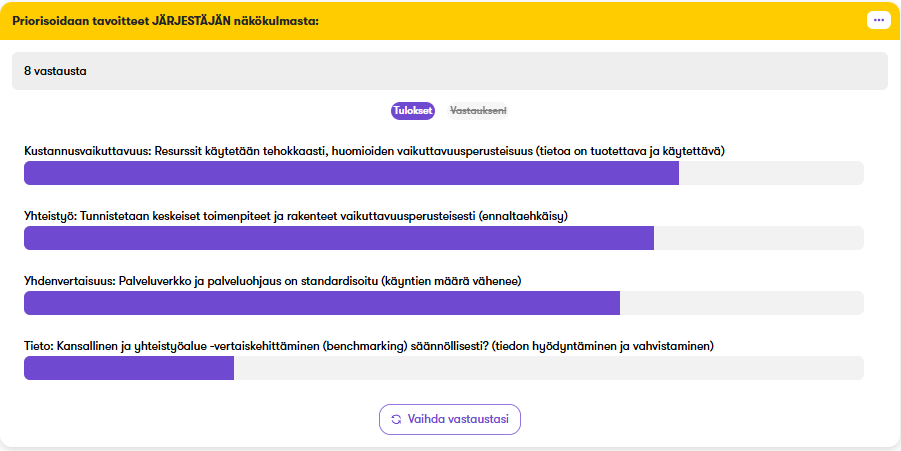 Priorisoidaan tavoitteet JÄRJESTÄJÄN näkökulmasta:
8 vastausta
Tulokset Vastaukseni
Kustannusvaikuttavuus: Resurssit käytetään tehokkaasti, huomioiden vaikuttavuusperusteisuus (tietoa on tuotettava ja käytettävä)
Yhteistyö: Tunnistetaan keskeiset toimenpiteet ja rakenteet vaikuttavuusperusteisesti (ennaltaehkäisy)
Yhdenvertaisuus: Palveluverkko ja palveluohjaus on standardisoitu (käyntien määrä vähenee)
Tieto: Kansallinen ja yhteistyöalue -vertaiskehittäminen (benchmarking) säännöllisesti? (tiedon hyödyntäminen ja vahvistaminen)
Vaihda vastaustasi